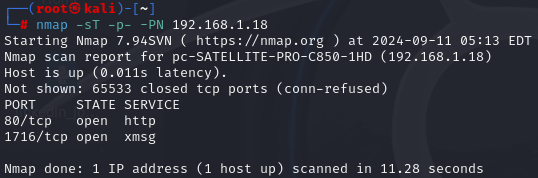 ┌──(root㉿kali)-[~]
└─# nmap -sT -p- -PN 192.168.1.18
Starting Nmap 7.94SVN ( https://nmap.org ) at 2024-09-11 05:13 EDT
Nmap scan report for pc-SATELLITE-PRO-C850-1HD (192.168.1.18)
Host is up (0.011s latency).
Not shown: 65533 closed tcp ports (conn-refused)
PORT     STATE SERVICE
80/tcp   open  http
1716/tcp open  xmsg
Nmap done: 1 IP address (1 host up) scanned in 11.28 seconds